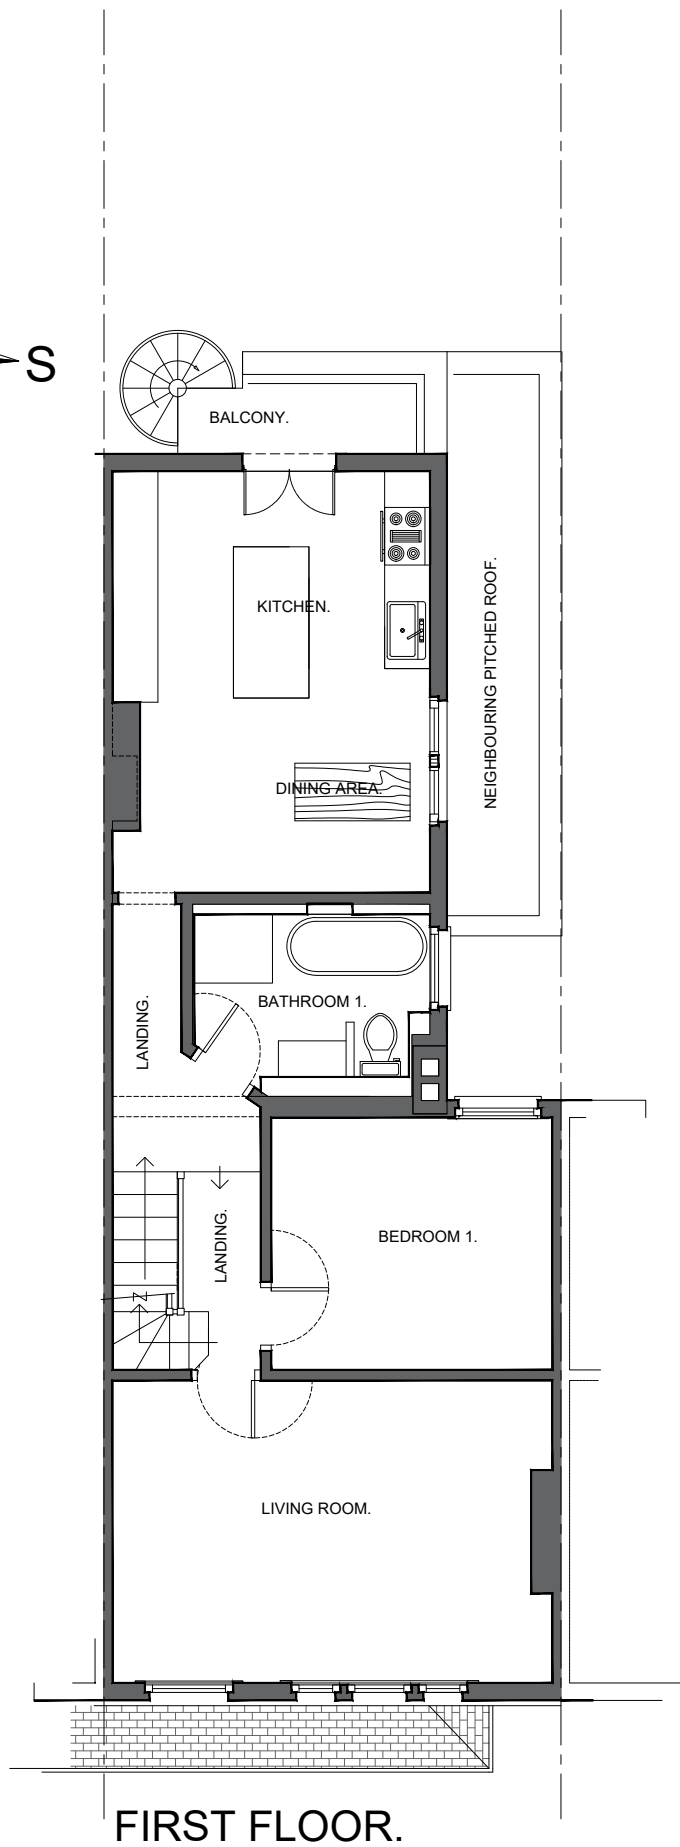 S
BALCONY.
KITCHEN.
NEIGHBOURING PITCHED ROOF.
DINING AREA.
BATHROOM 1.
LANDING.
LANDING.
BEDROOM 1.
LIVING ROOM.
FIRST FLOOR.